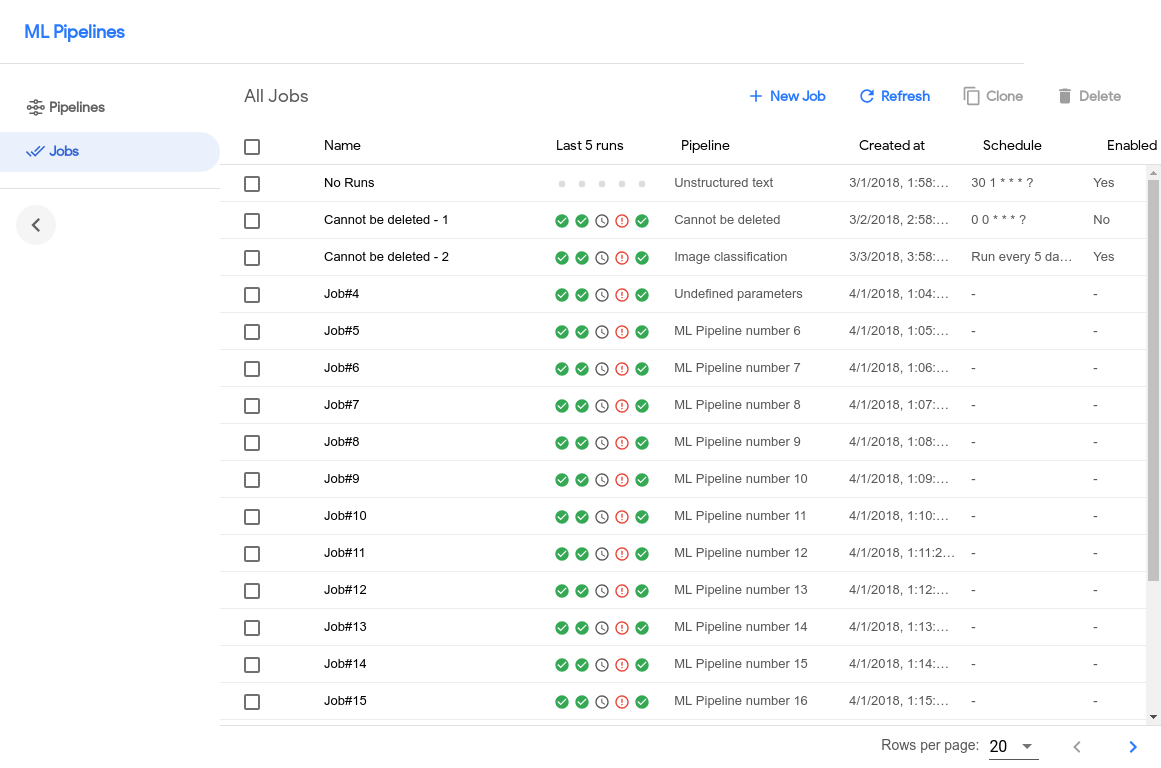 ML Pipelines
Pipelines
Jobs
All Jobs
New Job Refresh Clone Delete
Name Last 5 runs Pipeline Created at Schedule Enabled
No Runs Unstructured text 3/1/2018, 1:58:… 30 1 * * * ? Yes
Cannot be deleted - 1 Cannot be deleted 3/2/2018, 2:58:… 0 0 * * * ? No
Cannot be deleted - 2 Image classification 3/3/2018, 3:58:… Run every 5 da… Yes
Job#4 Undefined parameters 4/1/2018, 1:04:… - -
Job#5 ML Pipeline number 6 4/1/2018, 1:05:… - -
Job#6 ML Pipeline number 7 4/1/2018, 1:06:… - -
Job#7 ML Pipeline number 8 4/1/2018, 1:07:… - -
Job#8 ML Pipeline number 9 4/1/2018, 1:08:… - -
Job#9 ML Pipeline number 10 4/1/2018, 1:09:… - -
Job#10 ML Pipeline number 11 4/1/2018, 1:10:… - -
Job#11 ML Pipeline number 12 4/1/2018, 1:11:2… - -
Job#12 ML Pipeline number 13 4/1/2018, 1:12:… - -
Job#13 ML Pipeline number 14 4/1/2018, 1:13:… - -
Job#14 ML Pipeline number 15 4/1/2018, 1:14:… - -
Job#15 ML Pipeline number 16 4/1/2018, 1:15:… - -
Rows per page: 20